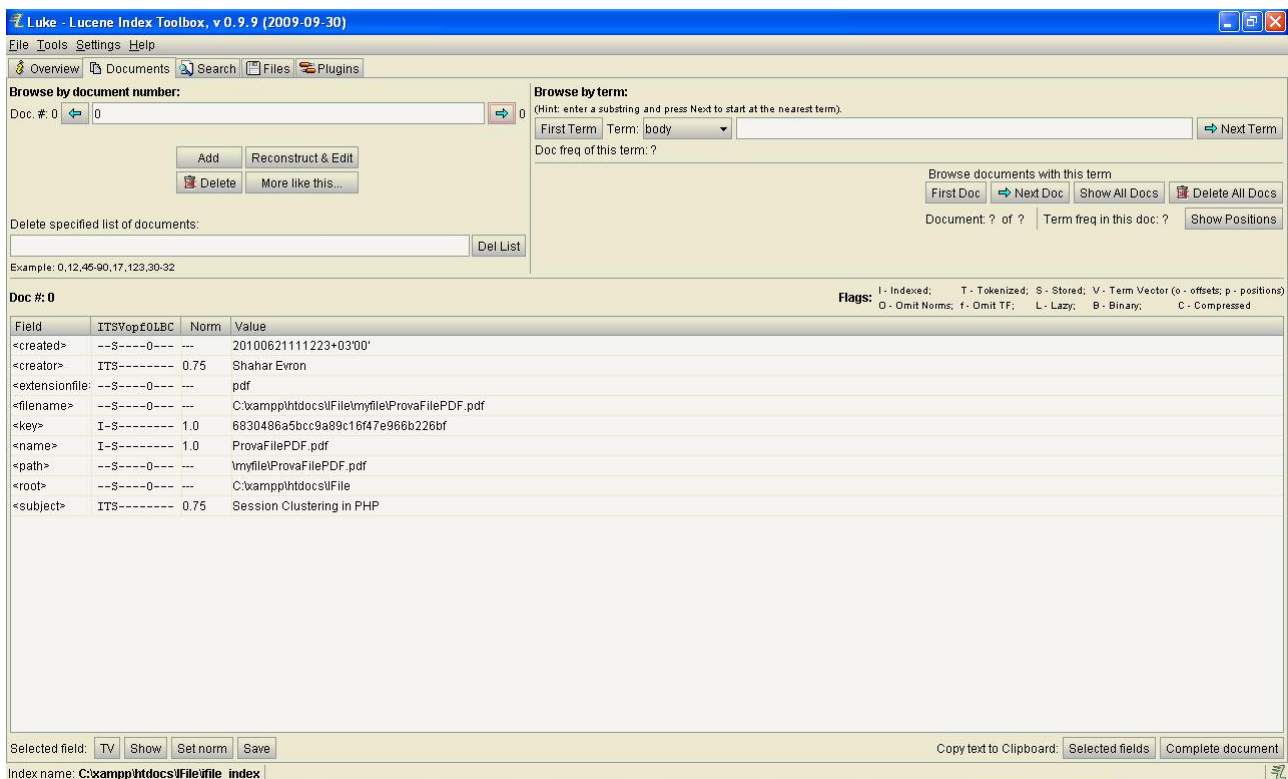 Luke - Lucene Index Toolbox, v 0.9.9 (2009-09-30)
File Tools Settings Help
Overview Documents Search Files Plugins
Browse by document number:
Doc. #: 0 0 0
Add Reconstruct & Edit
Delete More like this...
Delete specified list of documents:
Del List
Example: 0,12,45-90,17,123,30-32
Browse by term:
(Hint: enter a substring and press Next to start at the nearest term).
First Term Term: body Next Term
Doc freq of this term: ?
Browse documents with this term
First Doc Next Doc Show All Docs Delete All Docs
Document: ? of ? Term freq in this doc: ? Show Positions
Doc #: 0
Flags: I - Indexed; T - Tokenized; S - Stored; V - Term Vector (o - offsets; p - positions)
O - Omit Norms; f - Omit TF; L - Lazy; B - Binary; C - Compressed
Field ITSVopfOLBC Norm Value
<created> --S----O--- --- 20100621111223+03'00'
<creator> ITS-------- 0.75 Shahar Evron
<extensionfile: --S----O--- --- pdf
<filename> --S----O--- --- C:\xampp\htdocs\IFile\myfile\ProvaFilePDF.pdf
<key> I-S-------- 1.0 6830486a5bcc9a89c16f47e966b226bf
<name> I-S-------- 1.0 ProvaFilePDF.pdf
<path> --S----O--- --- \myfile\ProvaFilePDF.pdf
<root> --S----O--- --- C:\xampp\htdocs\IFile
<subject> ITS-------- 0.75 Session Clustering in PHP
Selected field: TV Show Set norm Save
Copy text to Clipboard: Selected fields Complete document
Index name: C:\xampp\htdocs\IFile\ifile_index